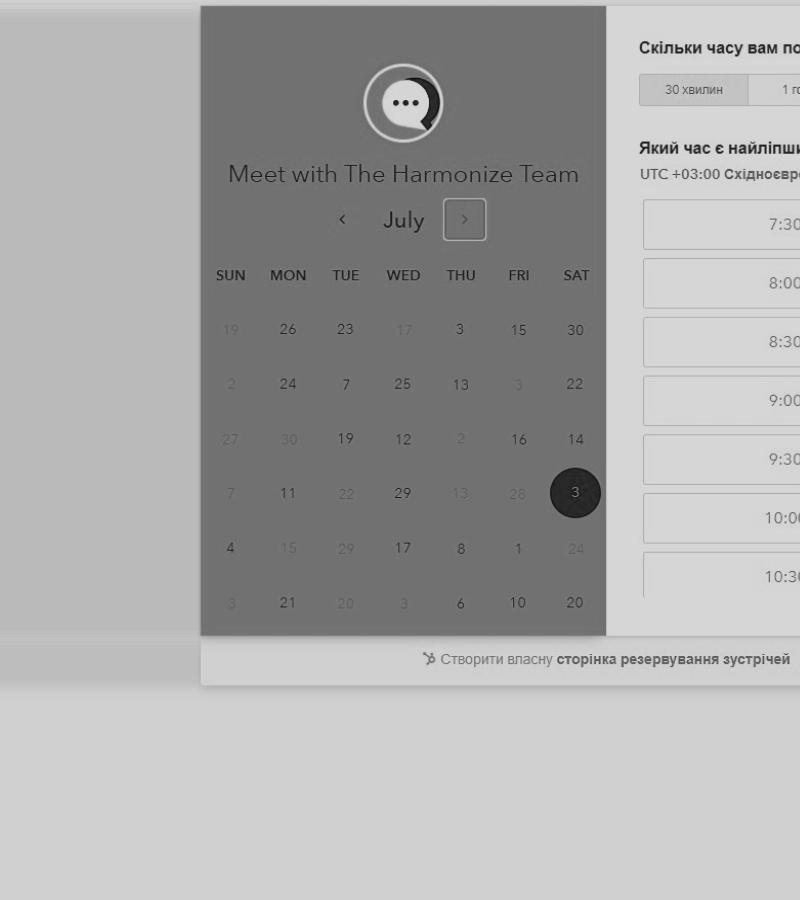 Meet with The Harmonize Team
July
SUN MON TUE WED THU FRI SAT
19 26 23 17 3 15 30
2 24 7 25 13 3 22
27 30 19 12 2 16 14
7 11 22 29 13 28 3
4 15 29 17 8 1 24
3 21 20 3 6 10 20
Скільки часу вам по
30 хвилин 1 го
Який час є найліпши
UTC +03:00 Східноєвро
7:30
8:00
8:30
9:00
9:30
10:00
10:30
Створити власну сторінка резервування зустрічей